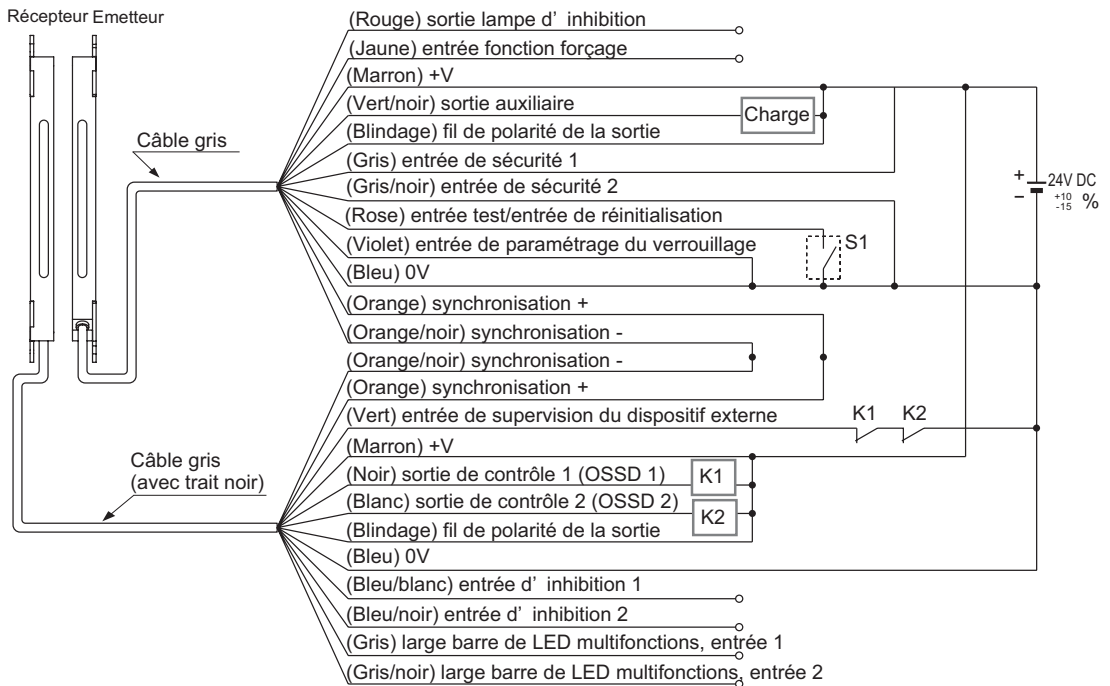 Récepteur Emetteur
(Rouge) sortie lampe d’ inhibition
(Jaune) entrée fonction forçage
(Marron) +V
(Vert/noir) sortie auxiliaire
Charge
(Blindage) fil de polarité de la sortie
Câble gris
(Gris) entrée de sécurité 1
(Gris/noir) entrée de sécurité 2
+
24V DC
−
+10
-15 %
(Rose) entrée test/entrée de réinitialisation
S1
(Violet) entrée de paramétrage du verrouillage
(Bleu) 0V
(Orange) synchronisation +
(Orange/noir) synchronisation -
(Orange/noir) synchronisation -
(Orange) synchronisation +
(Vert) entrée de supervision du dispositif externe
K1 K2
(Marron) +V
Câble gris
(avec trait noir)
(Noir) sortie de contrôle 1 (OSSD 1)
K1
(Blanc) sortie de contrôle 2 (OSSD 2)
K2
(Blindage) fil de polarité de la sortie
(Bleu) 0V
(Bleu/blanc) entrée d’ inhibition 1
(Bleu/noir) entrée d’ inhibition 2
(Gris) large barre de LED multifonctions, entrée 1
(Gris/noir) large barre de LED multifonctions, entrée 2